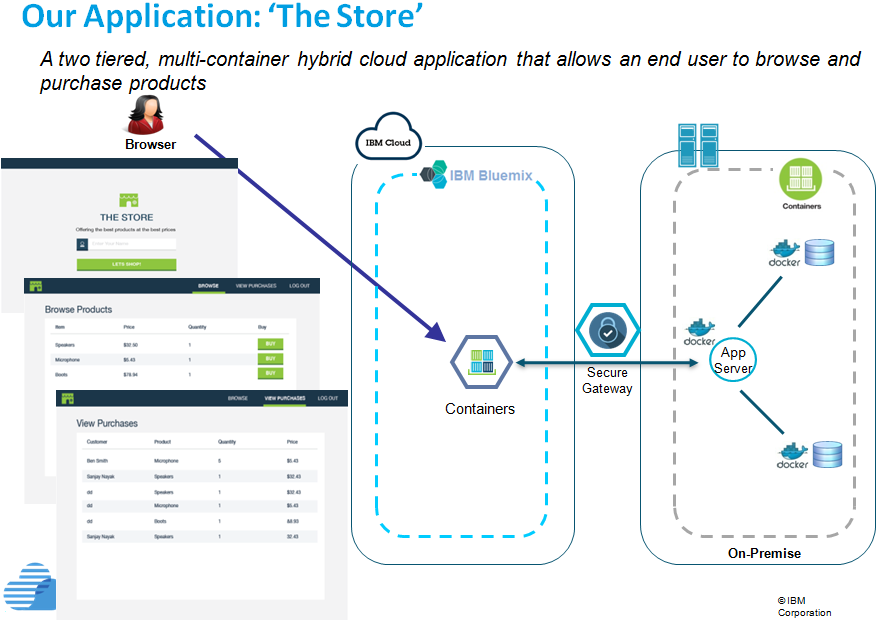 Our Application: ‘The Store’
A two tiered, multi-container hybrid cloud application that allows an end user to browse and
purchase products
Browser
THE STORE
Offering the best products at the best prices
Enter Your Name
LETS SHOP!
BROWSE VIEW PURCHASES LOG OUT
Browse Products
Item Price Quantity Buy
Speakers $32.50 1 BUY
Microphone $5.43 1 BUY
Boots $78.94 1 BUY
BROWSE VIEW PURCHASES LOG OUT
View Purchases
Customer Product Quantity Price
Ben Smith Microphone $5.43
Sanjay Nayak Speakers 1 $32.43
dd Speakers 1 $32.43
dd Microphone 1 $5.43
dd Boots 1
Sanjay Nayak Speakers 1 32.43
IBM Cloud
IBM Bluemix
Containers
Secure
Gateway
Containers
docker
docker
App
Server
docker
On-Premise
© IBM
Corporation